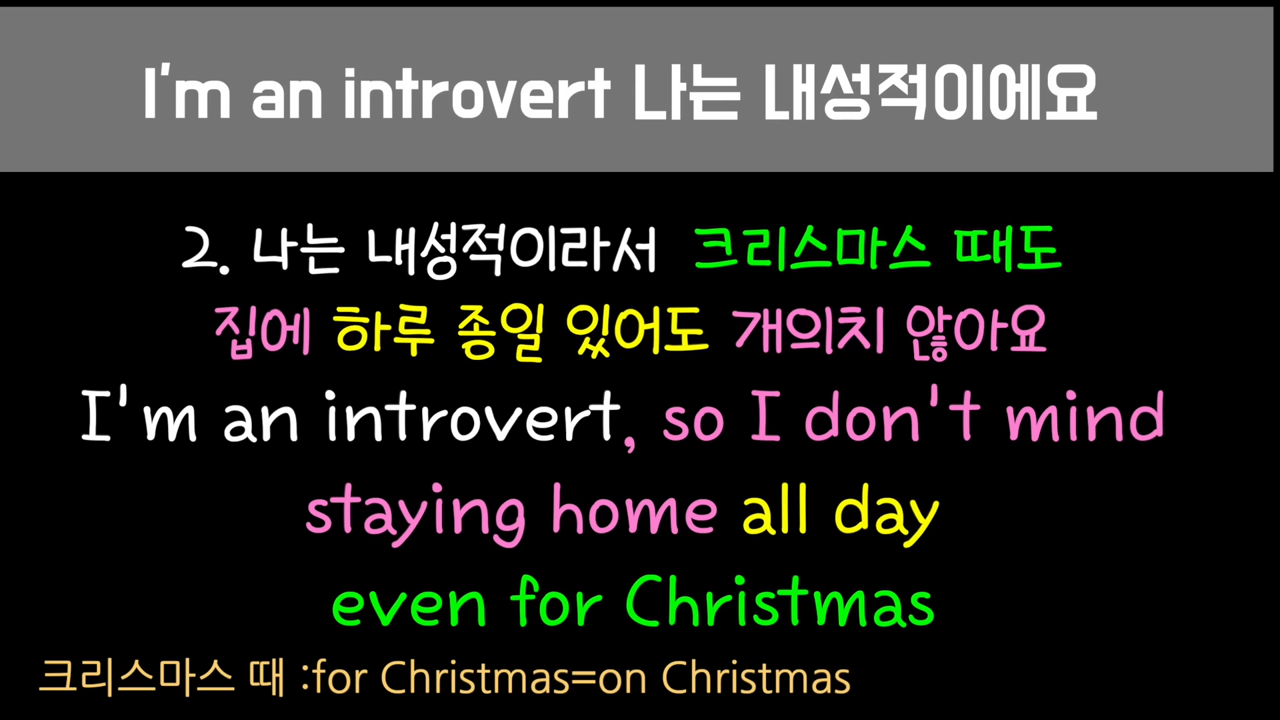 I'm an introvert 나는 내성적이에요
2. 나는 내성적이라서 크리스마스 때도
집에 하루 종일 있어도 개의치 않아요
I'm an introvert, so I don't mind
staying home all day
even for Christmas
크리스마스 때 :for Christmas=on Christmas